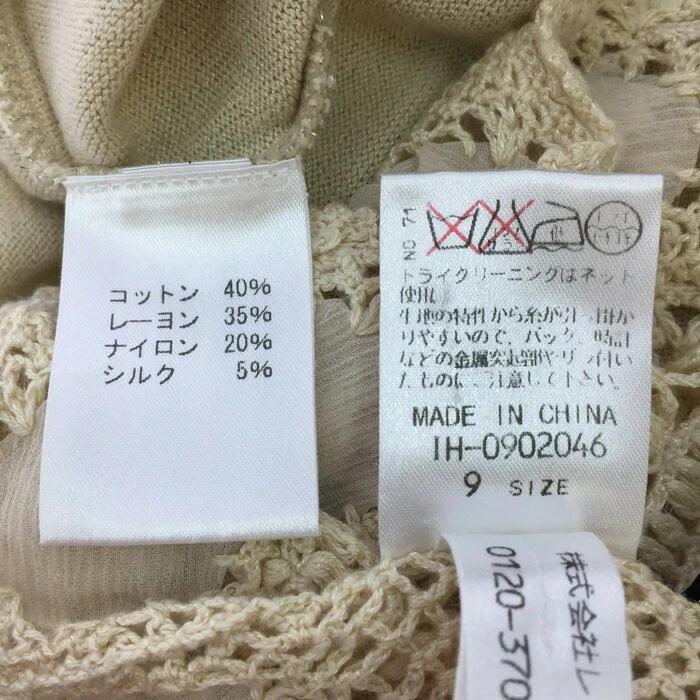 コットン 40%
レーヨン 35%
ナイロン 20%
シルク 5%
NO 71
ドライクリーニングはネット
使用
生地の特性から糸が引っ掛か
りやすいので、バック、時計
などの金属突起部やザラ付い
たものにご注意して下さい。
MADE IN CHINA
IH-0902046
9 SIZE
株式会社レ
0120-370